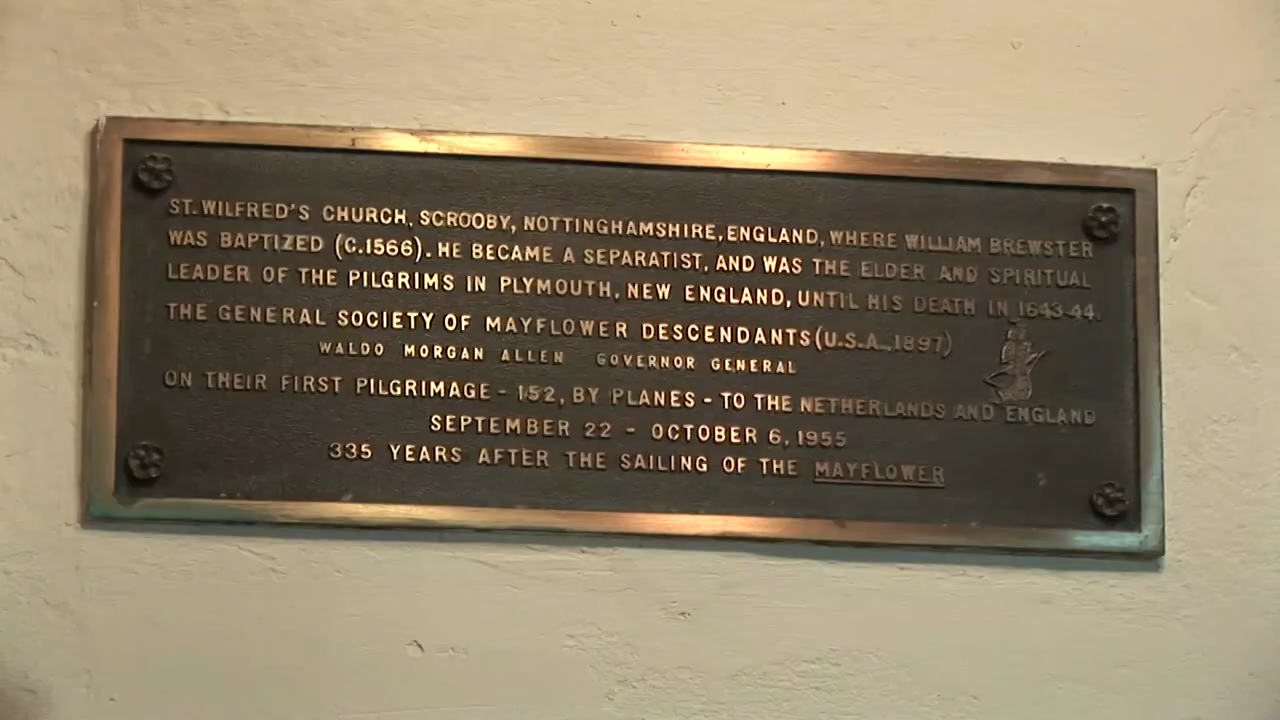 ST. WILFRED'S CHURCH, SCROOBY, NOTTINGHAMSHIRE, ENGLAND, WHERE WILLIAM BREWSTER
WAS BAPTIZED (C.1566). HE BECAME A SEPARATIST, AND WAS THE ELDER AND SPIRITUAL
LEADER OF THE PILGRIMS IN PLYMOUTH, NEW ENGLAND, UNTIL HIS DEATH IN 1643-44.
THE GENERAL SOCIETY OF MAYFLOWER DESCENDANTS (U.S.A., 1897)
WALDO MORGAN ALLEN GOVERNOR GENERAL
ON THEIR FIRST PILGRIMAGE - 152, BY PLANES - TO THE NETHERLANDS AND ENGLAND
SEPTEMBER 22 - OCTOBER 6, 1955
335 YEARS AFTER THE SAILING OF THE MAYFLOWER